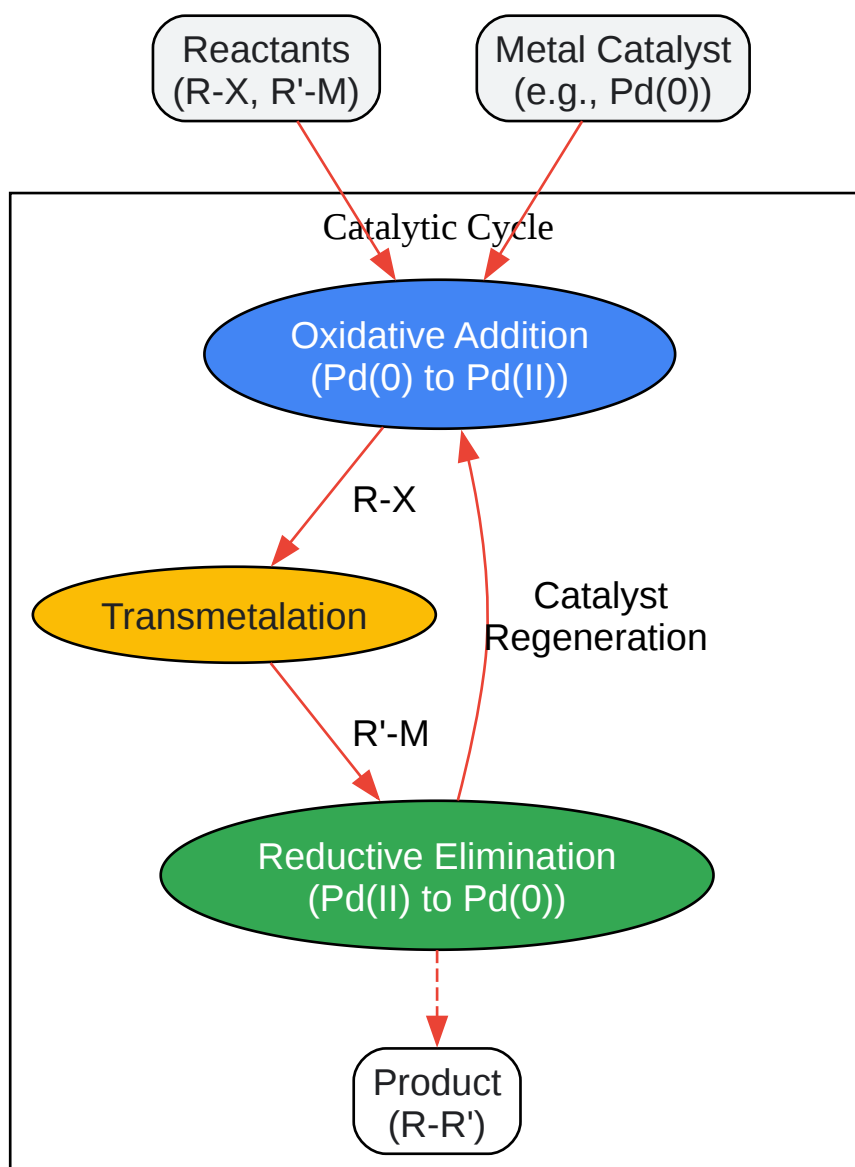 Reactants
(R-X, R'-M)
Metal Catalyst
(e.g., Pd(0))
Catalytic Cycle
Oxidative Addition
(Pd(0) to Pd(II))
R-X
Transmetalation
Catalyst
Regeneration
R'-M
Reductive Elimination
(Pd(II) to Pd(0))
Product
(R-R')